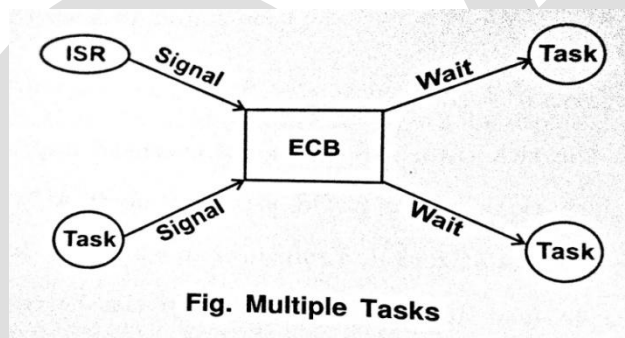 ISR
Signal
Wait
Task
ECB
Task
Signal
Wait
Task
Fig. Multiple Tasks